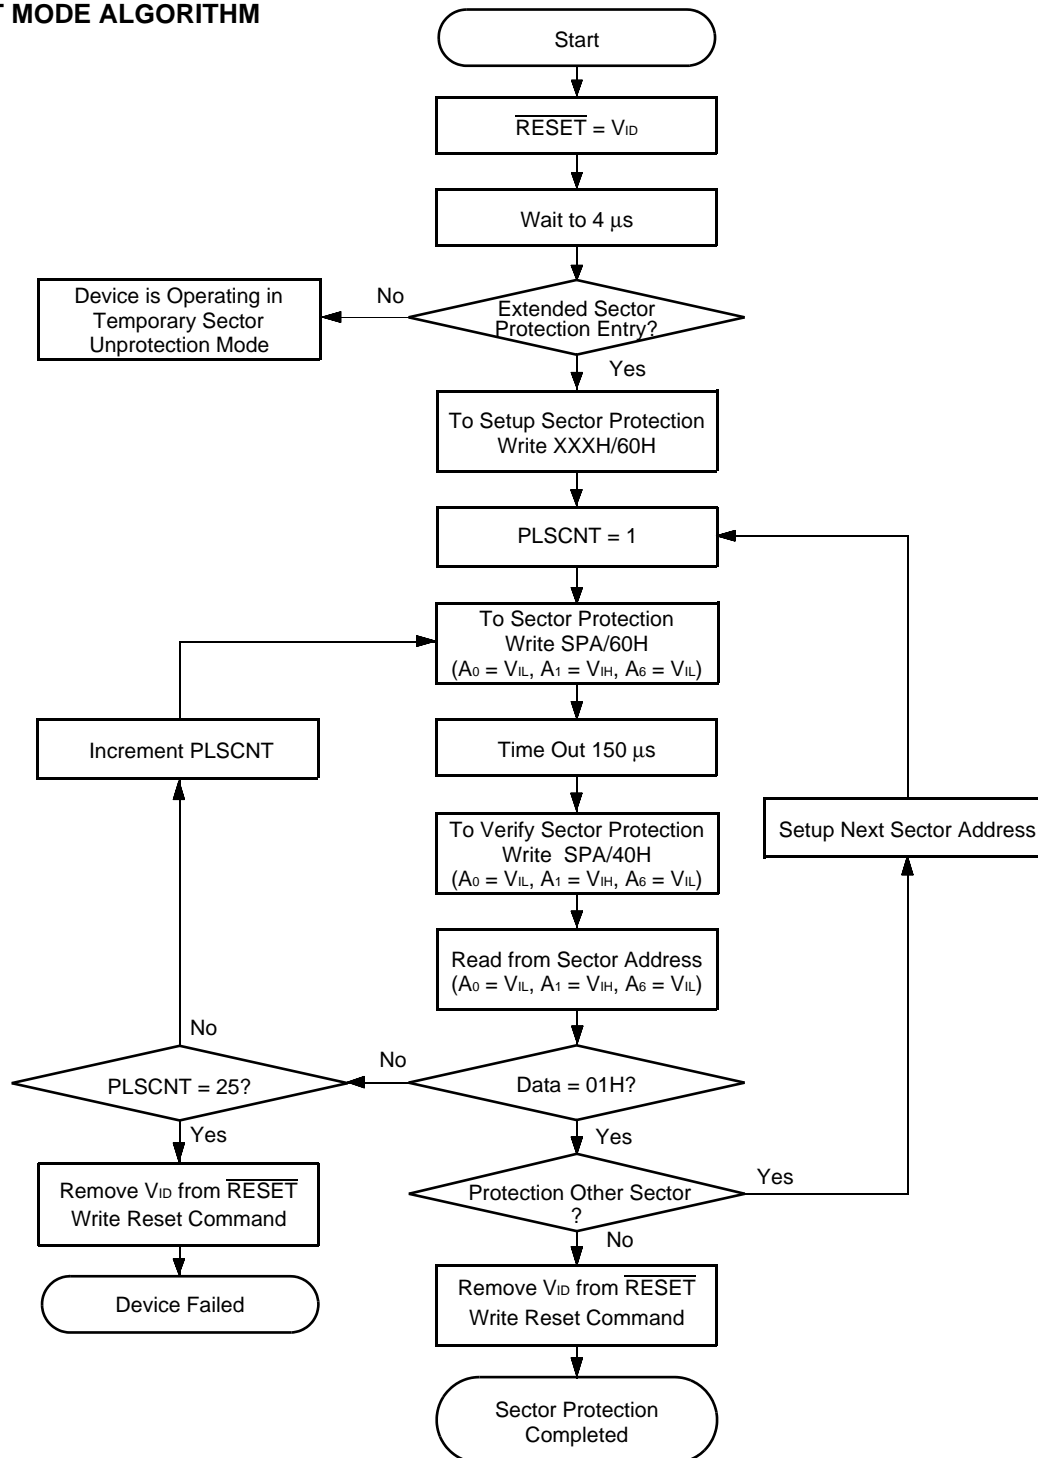 T MODE ALGORITHM
Start
RESET = VID
Wait to 4 μs
Extended Sector
Protection Entry?
No
Device is Operating in
Temporary Sector
Unprotection Mode
Yes
To Setup Sector Protection
Write XXXH/60H
PLSCNT = 1
To Sector Protection
Write SPA/60H
(A0 = VIL, A1 = VIH, A6 = VIL)
Increment PLSCNT
Time Out 150 μs
To Verify Sector Protection
Write SPA/40H
(A0 = VIL, A1 = VIH, A6 = VIL)
Setup Next Sector Address
Read from Sector Address
(A0 = VIL, A1 = VIH, A6 = VIL)
No
No
PLSCNT = 25?
Data = 01H?
Yes
Yes
Protection Other Sector
?
Yes
Remove VID from RESET
Write Reset Command
No
Remove VID from RESET
Write Reset Command
Device Failed
Sector Protection
Completed